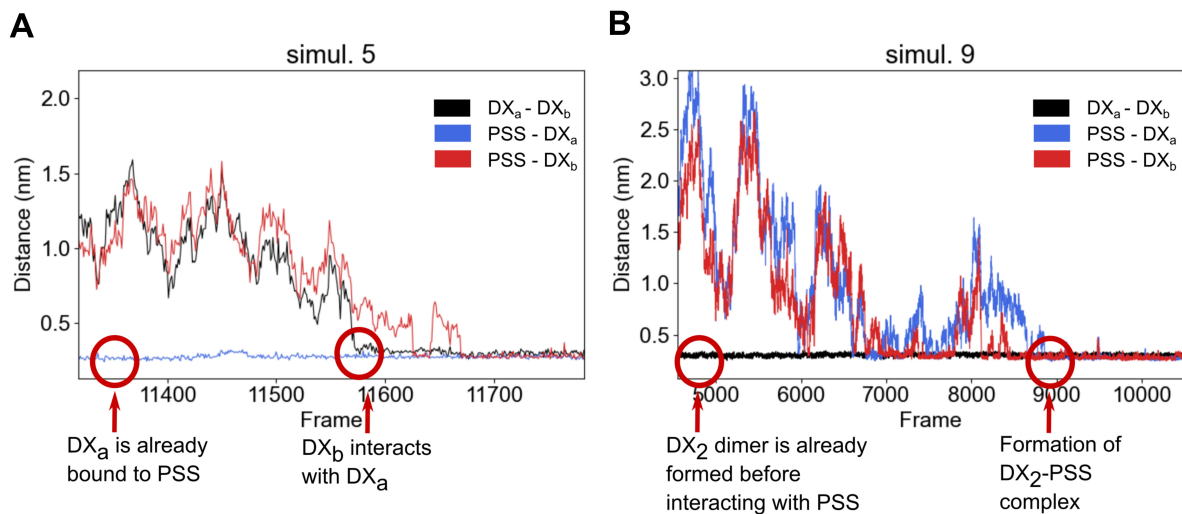 A
simul. 5
2.0
1.5
1.0
0.5
Distance (nm)
DXa - DXb
PSS - DXa
PSS - DXb
11400 11500 11600 11700
Frame
DXa is already
bound to PSS
DXb interacts
with DXa
B
simul. 9
3.0
2.5
2.0
1.5
1.0
0.5
Distance (nm)
DXa - DXb
PSS - DXa
PSS - DXb
5000 6000 7000 8000 9000 10000
Frame
DX2 dimer is already
formed before
interacting with PSS
Formation of
DX2-PSS
complex